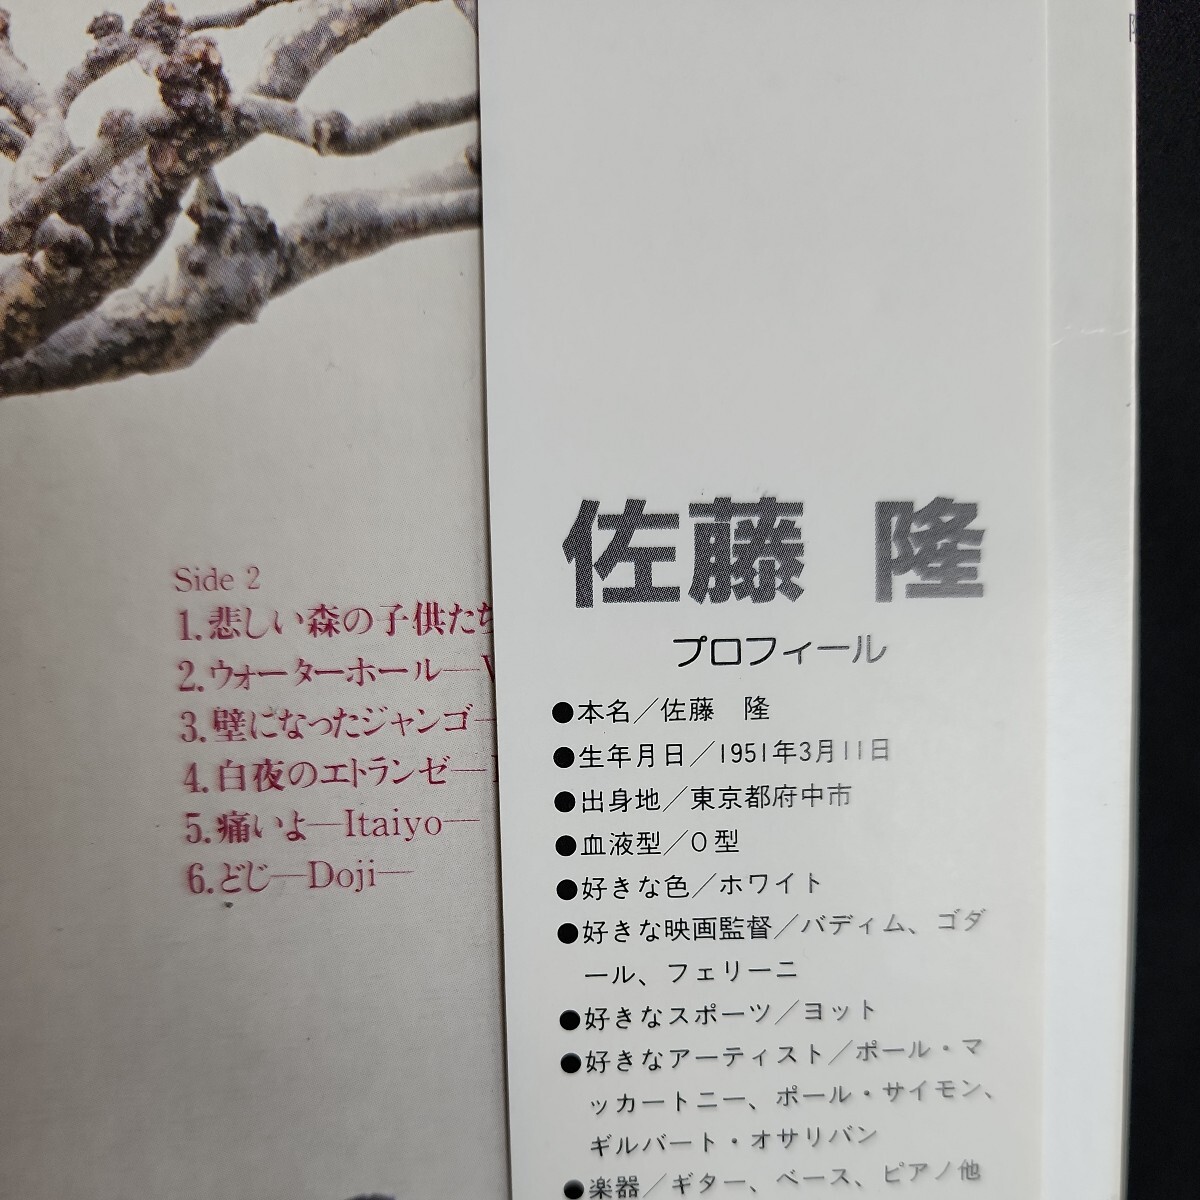 Side 2
1.悲しい森の子供たち
2.ウォーターホール—
3.壁になったジャンゴ—
4.白夜のエトランゼ—
5.痛いよ—Itaiyo—
6.どじ—Doji—
佐藤 隆
プロフィール
●本名／佐藤 隆
●生年月日／1951年3月11日
●出身地／東京都府中市
●血液型／O型
●好きな色／ホワイト
●好きな映画監督／バディム、ゴダ
ール、フェリーニ
●好きなスポーツ／ヨット
●好きなアーティスト／ポール・マ
ッカートニー、ポール・サイモン、
ギルバート・オサリバン
●楽器／ギター、ベース、ピアノ他